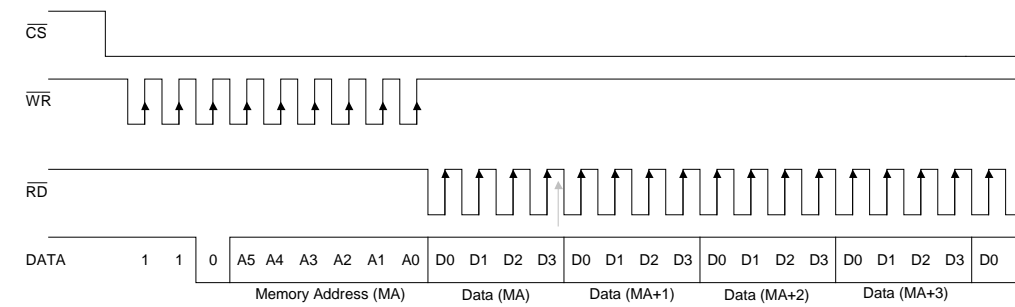 CS
WR
RD
DATA 1 1 0 A5 A4 A3 A2 A1 A0 D0 D1 D2 D3 D0 D1 D2 D3 D0 D1 D2 D3 D0 D1 D2 D3 D0
Memory Address (MA) Data (MA) Data (MA+1) Data (MA+2) Data (MA+3)